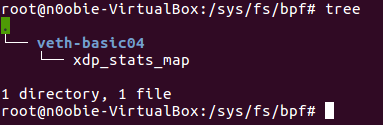 root@n0obie-VirtualBox:/sys/fs/bpf# tree
.
└── veth-basic04
    └── xdp_stats_map

1 directory, 1 file
root@n0obie-VirtualBox:/sys/fs/bpf#